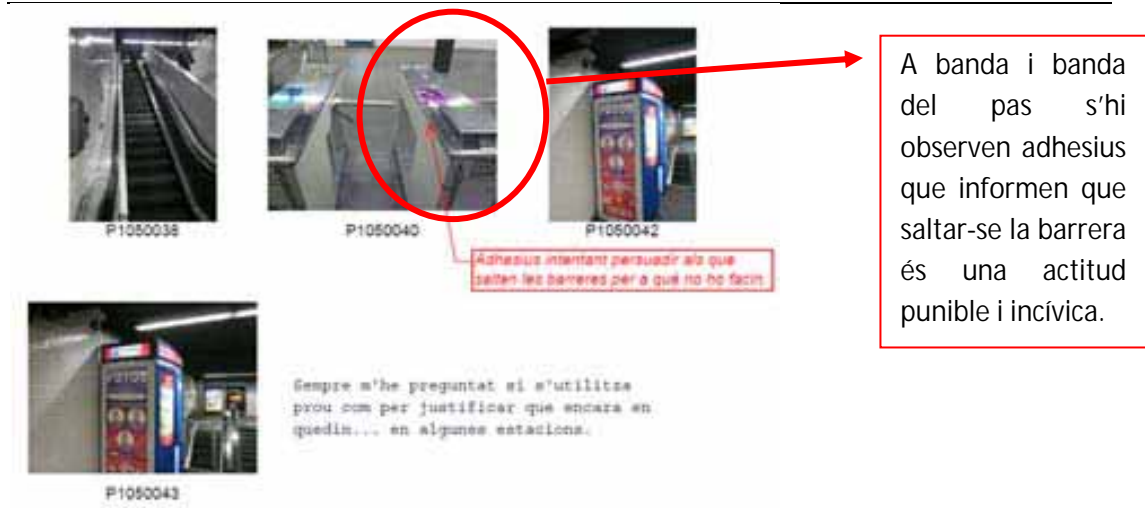 P1050038
P1050040
P1050042
A banda i banda
del pas s'hi
observen adhesius
que informen que
saltar-se la barrera
és una actitud
punible i incívica.
Adhesius intentant persuadir als que
salten les barreres per a què no ho facin.
FOTOS
P1050043
Sempre m'he preguntat si s'utilitza
prou com per justificar que encara en
quedin... en algunes estacions.